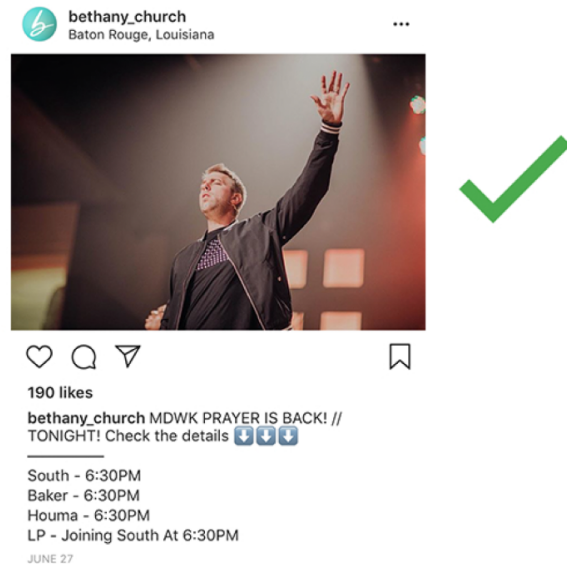 bethany_church
Baton Rouge, Louisiana
190 likes
bethany_church MDWK PRAYER IS BACK! //
TONIGHT! Check the details ⬇️⬇️⬇️
South - 6:30PM
Baker - 6:30PM
Houma - 6:30PM
LP - Joining South At 6:30PM
JUNE 27